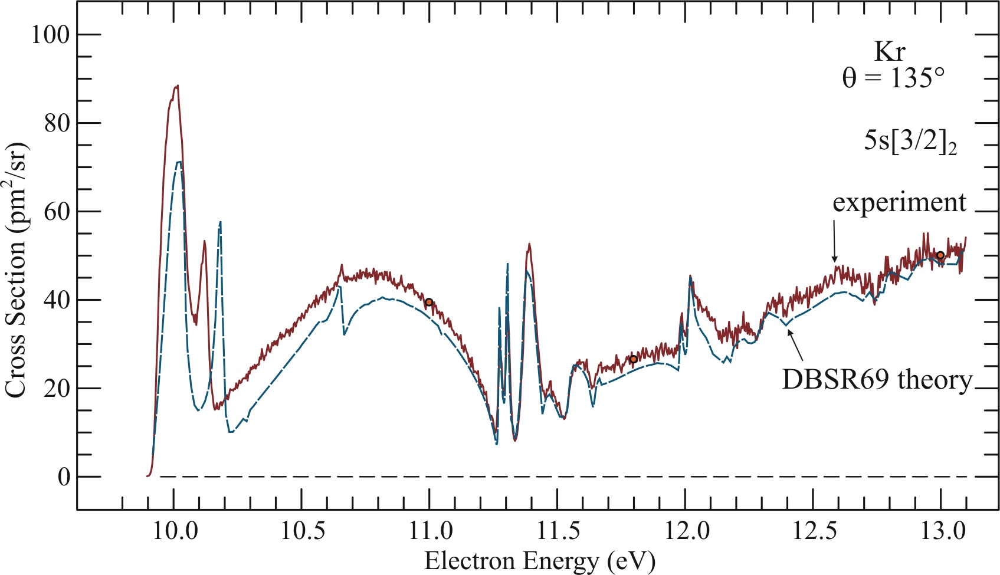 100
80
60
40
20
0
Cross Section (pm²/sr)
Kr
θ = 135°
5s[3/2]₂
experiment
DBSR69 theory
10.0 10.5 11.0 11.5 12.0 12.5 13.0
Electron Energy (eV)